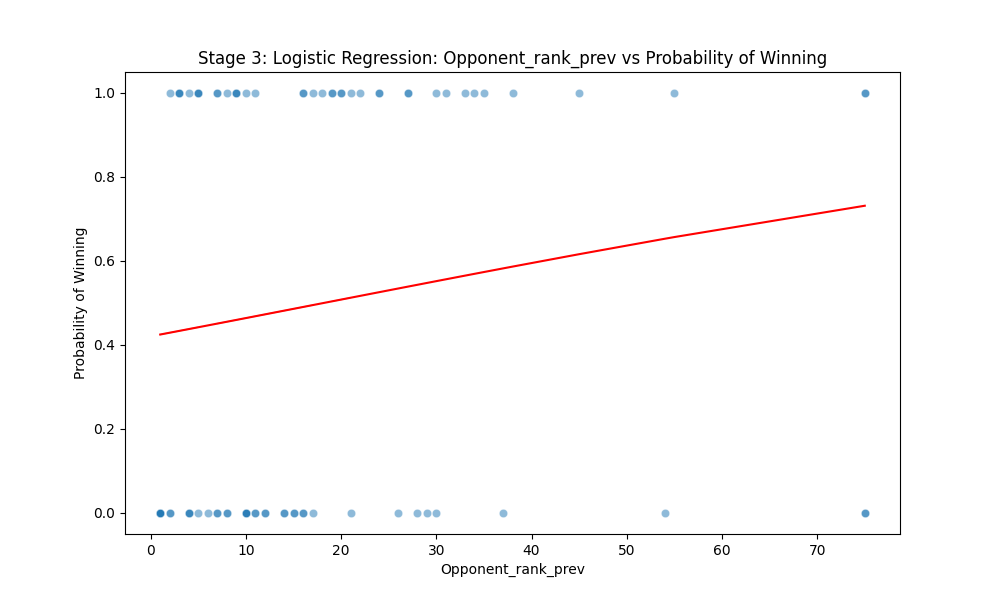 Stage 3: Logistic Regression: Opponent_rank_prev vs Probability of Winning
1.0
0.8
0.6
0.4
0.2
0.0
Probability of Winning
0 10 20 30 40 50 60 70
Opponent_rank_prev